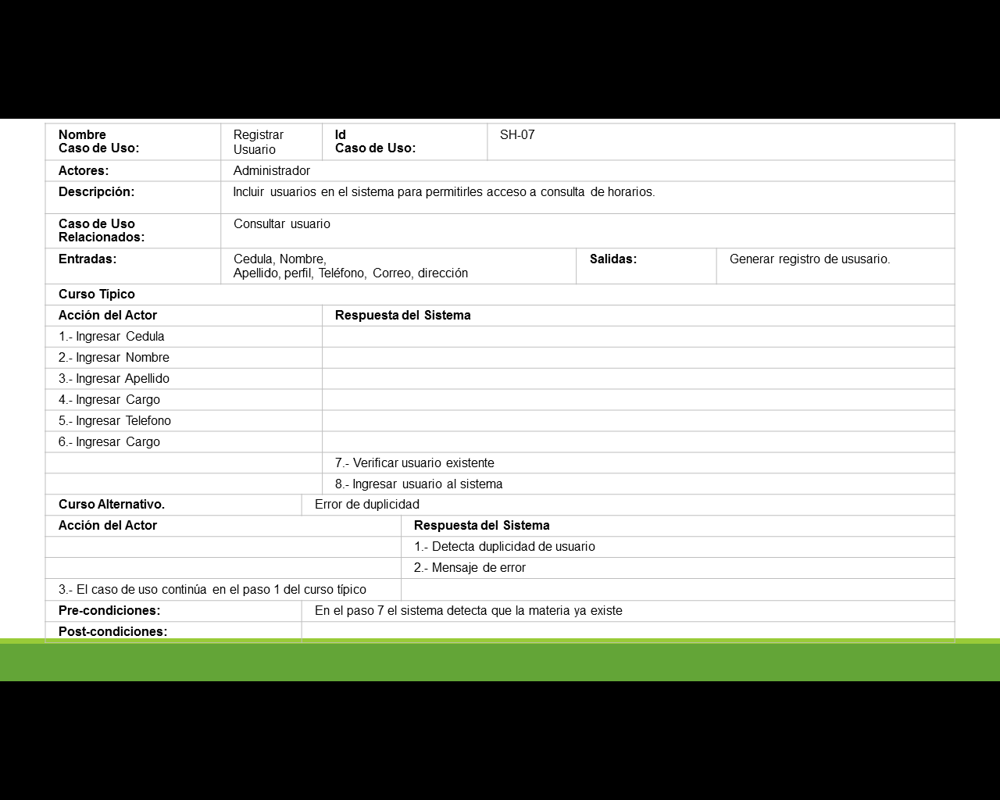 Nombre
Caso de Uso:
Registrar
Usuario
Id
Caso de Uso:
SH-07
Actores:
Administrador
Descripción:
Incluir usuarios en el sistema para permitirles acceso a consulta de horarios.
Caso de Uso
Relacionados:
Consultar usuario
Entradas:
Cedula, Nombre,
Apellido, perfil, Teléfono, Correo, dirección
Salidas:
Generar registro de ususario.
Curso Típico
Acción del Actor
Respuesta del Sistema
1.- Ingresar Cedula
2.- Ingresar Nombre
3.- Ingresar Apellido
4.- Ingresar Cargo
5.- Ingresar Telefono
6.- Ingresar Cargo
7.- Verificar usuario existente
8.- Ingresar usuario al sistema
Curso Alternativo.
Error de duplicidad
Acción del Actor
Respuesta del Sistema
1.- Detecta duplicidad de usuario
2.- Mensaje de error
3.- El caso de uso continúa en el paso 1 del curso típico
Pre-condiciones:
En el paso 7 el sistema detecta que la materia ya existe
Post-condiciones: